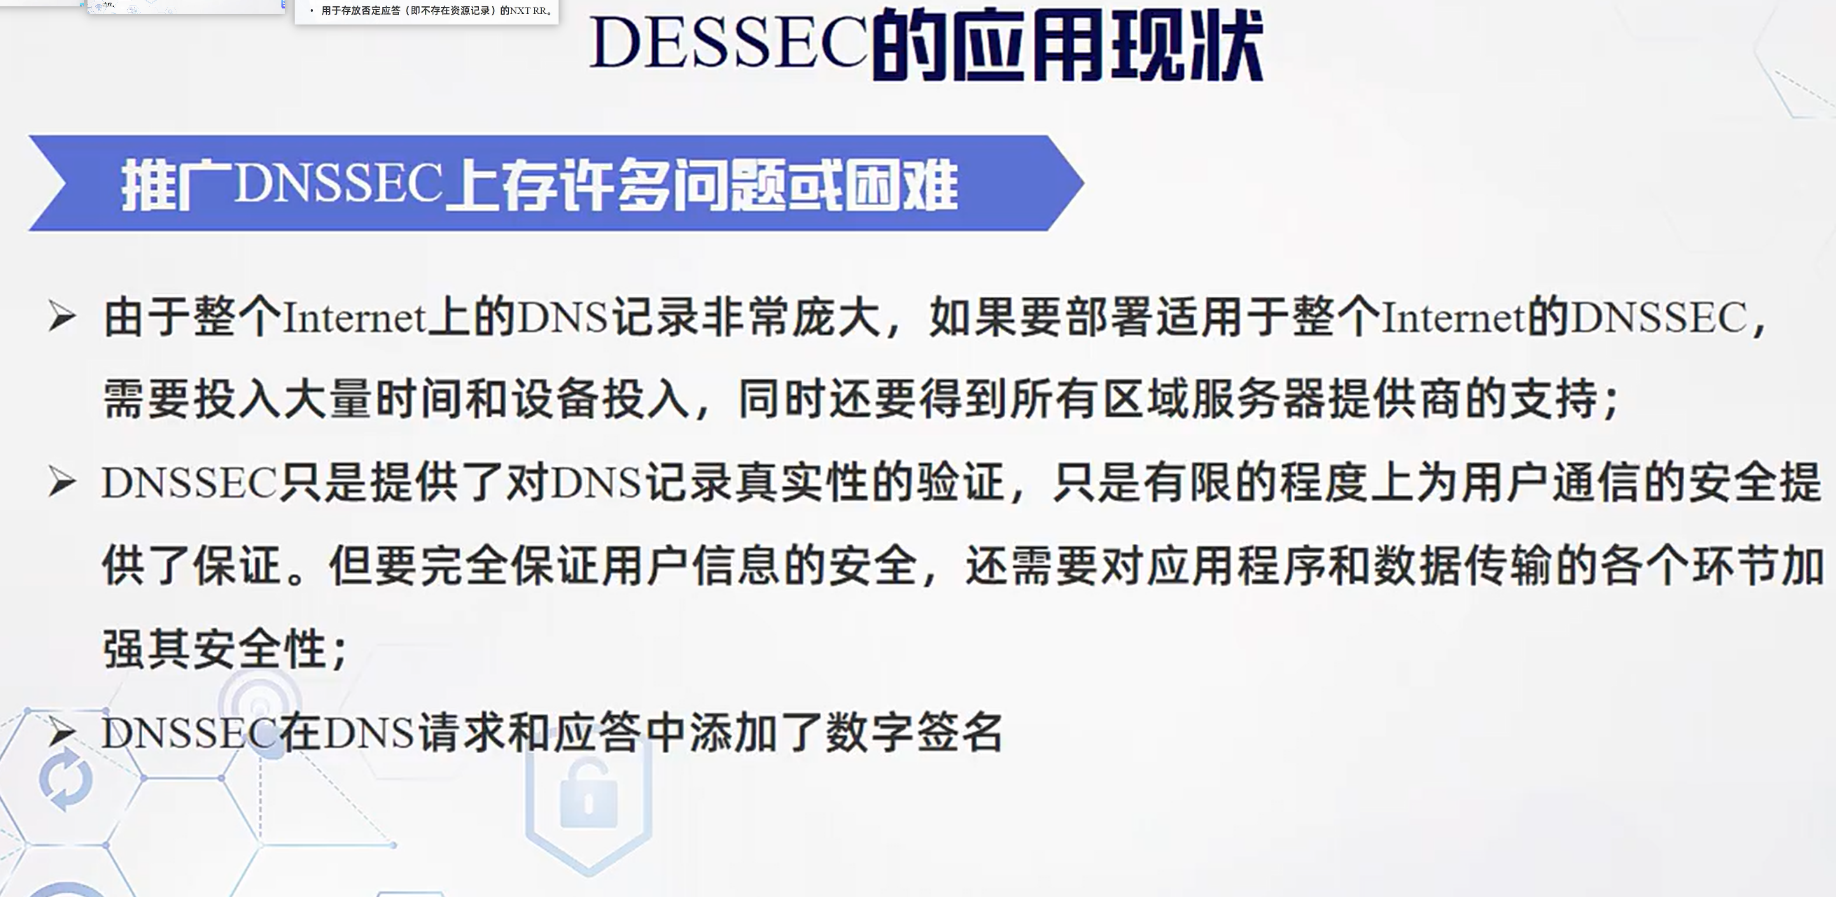 • 用于存放否定应答（即不存在资源记录）的NXT RR。
DESSEC的应用现状
推广DNSSEC上存许多问题或困难
➢ 由于整个Internet上的DNS记录非常庞大，如果要部署适用于整个Internet的DNSSEC，
需要投入大量时间和设备投入，同时还要得到所有区域服务器提供商的支持；
➢ DNSSEC只是提供了对DNS记录真实性的验证，只是有限的程度上为用户通信的安全提
供了保证。但要完全保证用户信息的安全，还需要对应用程序和数据传输的各个环节加
强其安全性；
➢ DNSSEC在DNS请求和应答中添加了数字签名